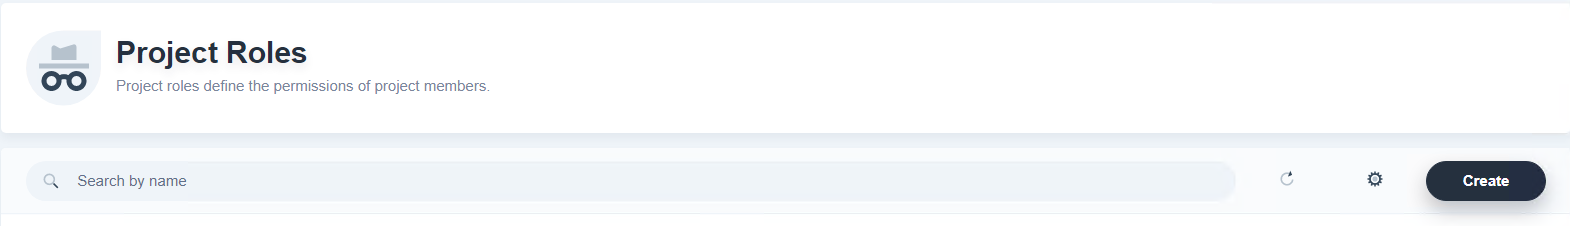 Project Roles
Project roles define the permissions of project members.
Search by name
Create